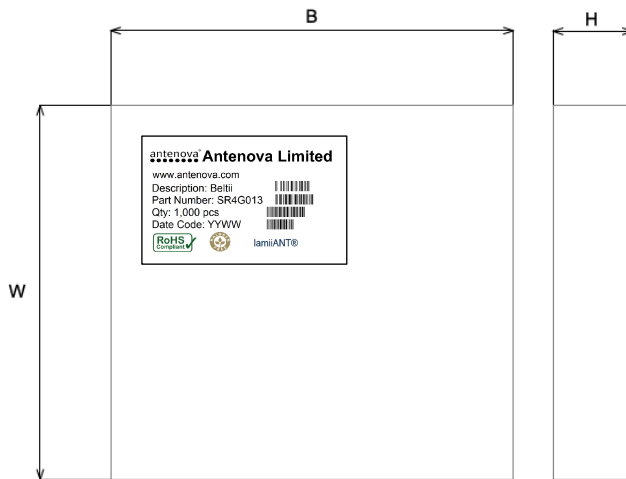 B
H
W
antenova® Antenova Limited
www.antenova.com
Description: Beltii
Part Number: SR4G013
Qty: 1,000 pcs
Date Code: YYWW
RoHS
Compliant
lamiiANT®